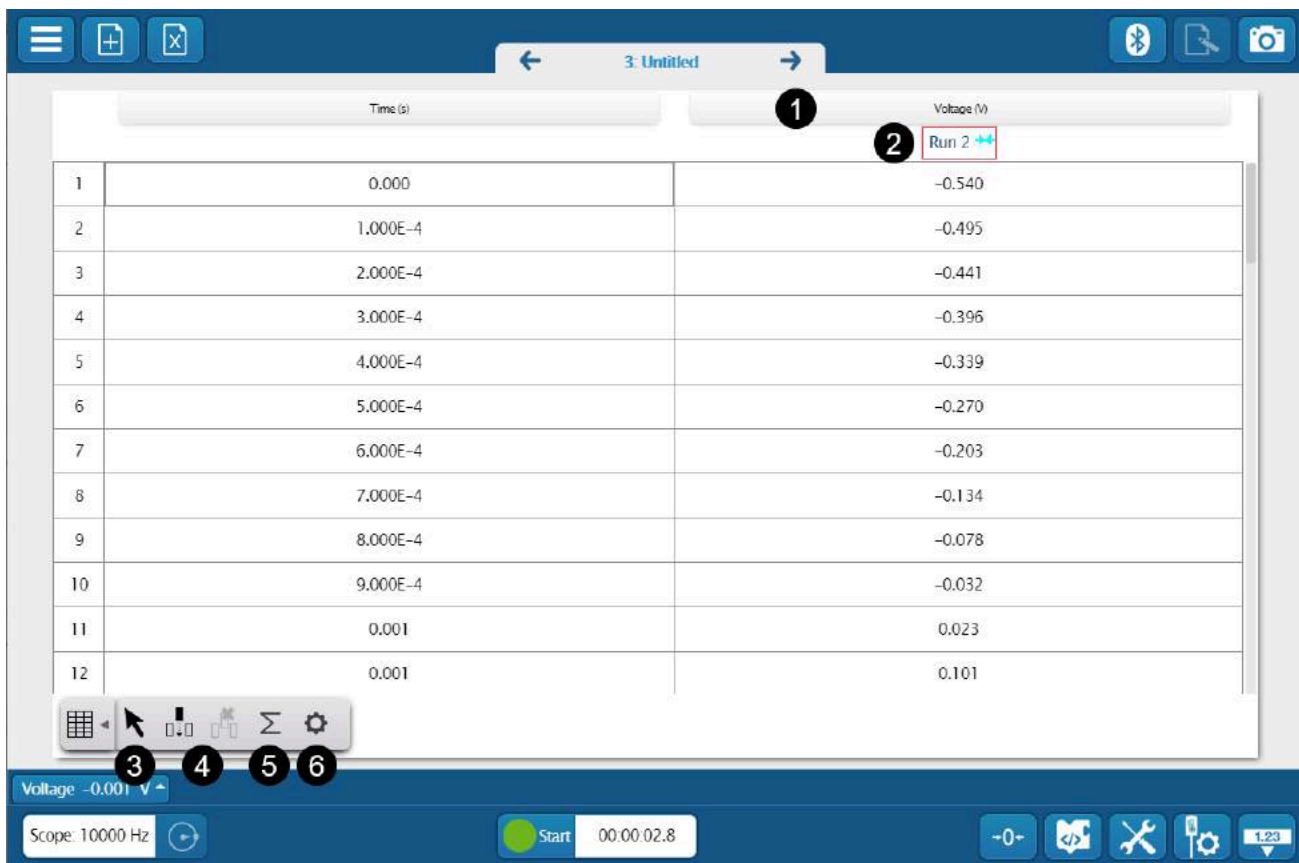 3: Untitled
Time (s) 1 Voltage (V)
2 Run 2
1 0.000 -0.540
2 1.000E-4 -0.495
3 2.000E-4 -0.441
4 3.000E-4 -0.396
5 4.000E-4 -0.339
6 5.000E-4 -0.270
7 6.000E-4 -0.203
8 7.000E-4 -0.134
9 8.000E-4 -0.078
10 9.000E-4 -0.032
11 0.001 0.023
12 0.001 0.101
3 4 5 6
Voltage -0.001 V
Scope: 10000 Hz Start 00:00:02.8 →0← </> 1.23